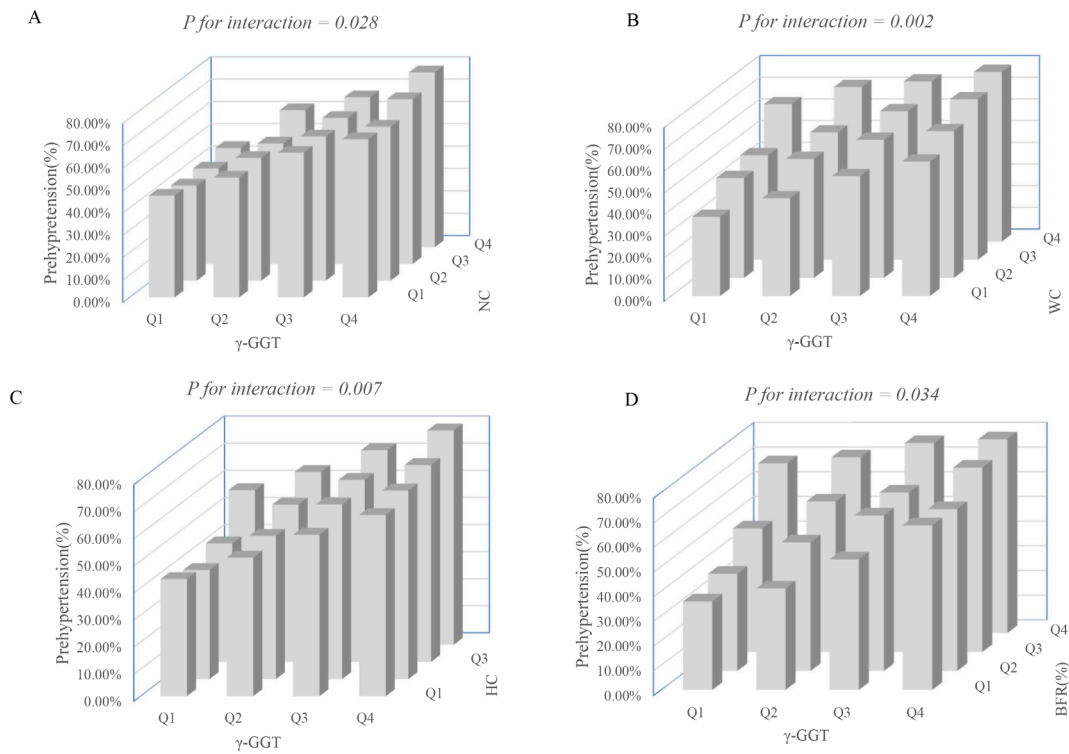 A
P for interaction = 0.028
Prehypretension(%)
80.00%
70.00%
60.00%
50.00%
40.00%
30.00%
20.00%
10.00%
0.00%
Q1
Q2
Q3
Q4
γ-GGT
Q1
Q2
Q3
Q4
NC
B
P for interaction = 0.002
Prehypertension(%)
80.00%
70.00%
60.00%
50.00%
40.00%
30.00%
20.00%
10.00%
0.00%
Q1
Q2
Q3
Q4
γ-GGT
Q1
Q2
Q3
Q4
WC
C
P for interaction = 0.007
Prehypertension(%)
80.00%
70.00%
60.00%
50.00%
40.00%
30.00%
20.00%
10.00%
0.00%
Q1
Q2
Q3
Q4
γ-GGT
Q1
Q3
HC
D
P for interaction = 0.034
Prehypertension(%)
80.00%
70.00%
60.00%
50.00%
40.00%
30.00%
20.00%
10.00%
0.00%
Q1
Q2
Q3
Q4
γ-GGT
Q1
Q2
Q3
Q4
BFR(%)